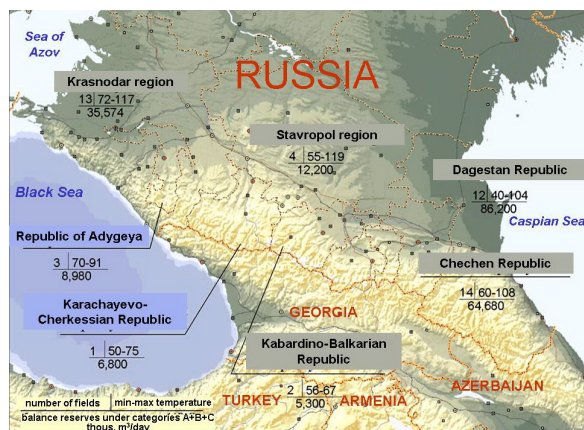 Sea of
Azov
Krasnodar region
13 72-117
35,574
RUSSIA
Stavropol region
4 55-119
12,200
Dagestan Republic
12 40-104
86,200
Black Sea
Caspian Sea
Republic of Adygeya
3 70-91
8,980
Chechen Republic
14 60-108
64,680
Karachayevo-
Cherkessian Republic
1 50-75
6,800
GEORGIA
Kabardino-Balkarian
Republic
2 56-67
5,300
TURKEY
ARMENIA
AZERBAIJAN
number of fields min-max temperature
balance reserves under categories A+B+C
thous. m³/day